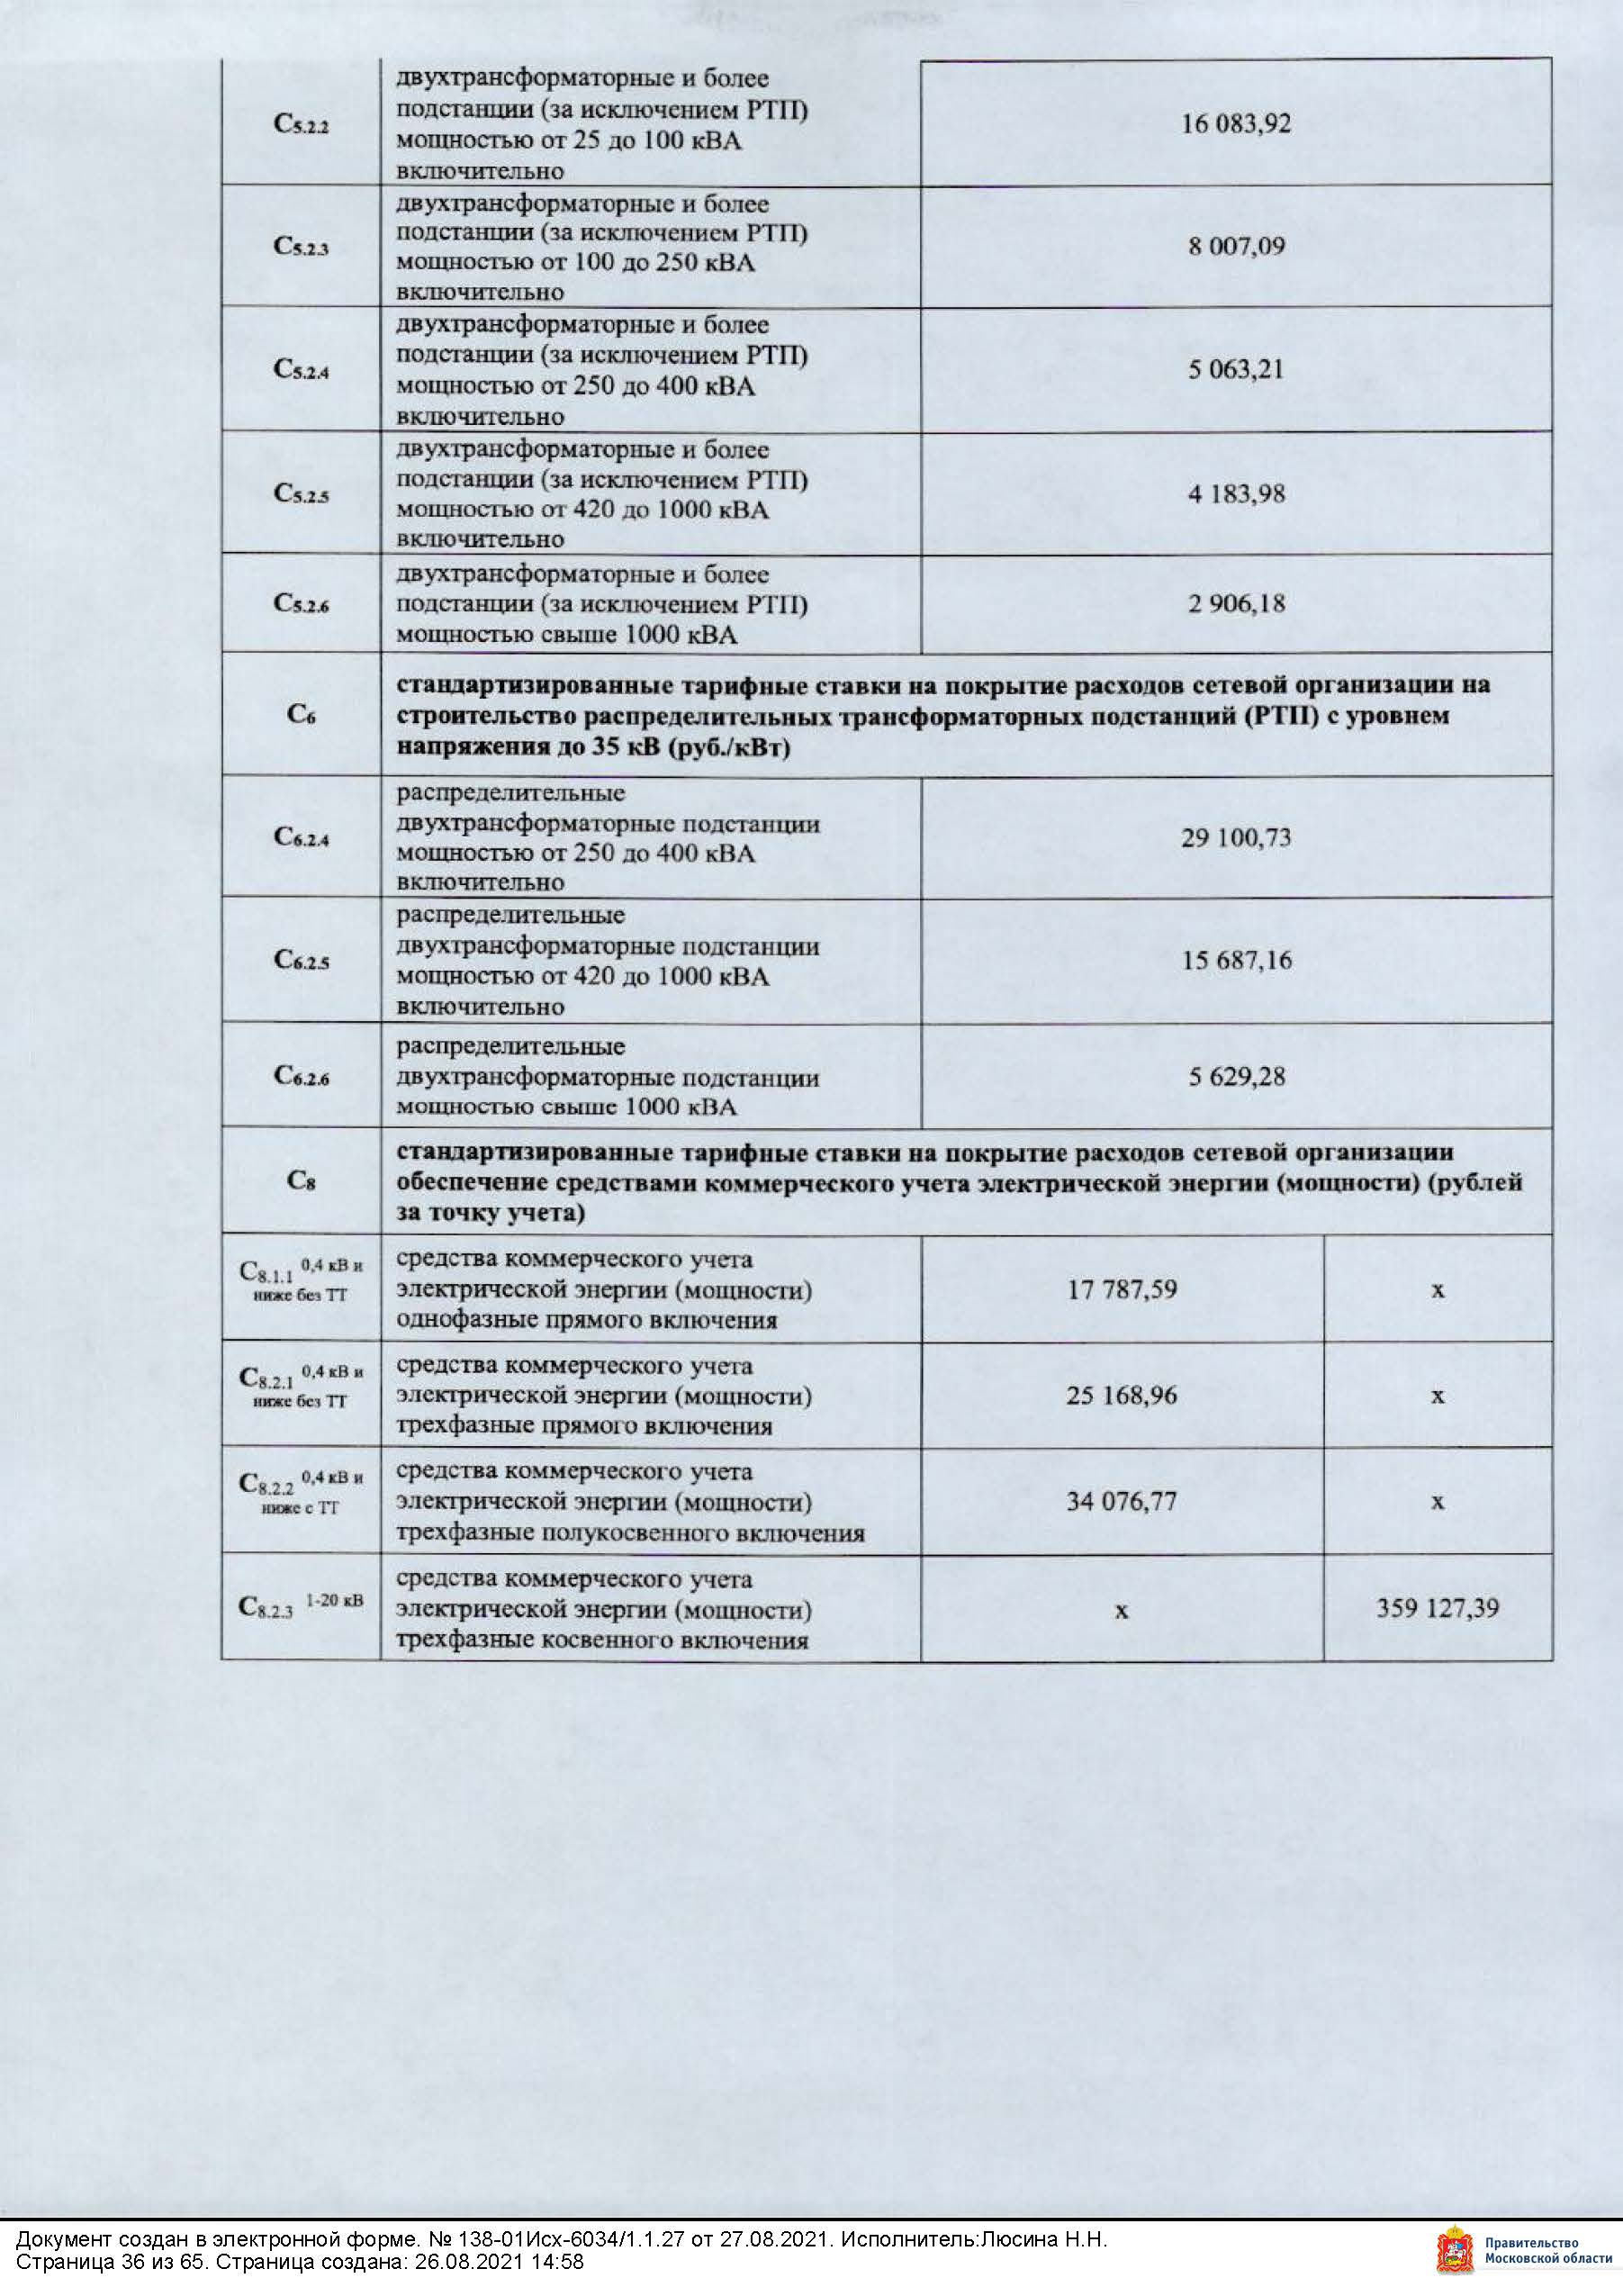 С5.2.2
двухтрансформаторные и более
подстанции (за исключением РТП)
мощностью от 25 до 100 кВА
включительно
16 083,92
С5.2.3
двухтрансформаторные и более
подстанции (за исключением РТП)
мощностью от 100 до 250 кВА
включительно
8 007,09
С5.2.4
двухтрансформаторные и более
подстанции (за исключением РТП)
мощностью от 250 до 400 кВА
включительно
5 063,21
С5.2.5
двухтрансформаторные и более
подстанции (за исключением РТП)
мощностью от 420 до 1000 кВА
включительно
4 183,98
С5.2.6
двухтрансформаторные и более
подстанции (за исключением РТП)
мощностью свыше 1000 кВА
2 906,18
С6
стандартизированные тарифные ставки на покрытие расходов сетевой организации на
строительство распределительных трансформаторных подстанций (РТП) с уровнем
напряжения до 35 кВ (руб./кВт)
С6.2.4
распределительные
двухтрансформаторные подстанции
мощностью от 250 до 400 кВА
включительно
29 100,73
С6.2.5
распределительные
двухтрансформаторные подстанции
мощностью от 420 до 1000 кВА
включительно
15 687,16
С6.2.6
распределительные
двухтрансформаторные подстанции
мощностью свыше 1000 кВА
5 629,28
С8
стандартизированные тарифные ставки на покрытие расходов сетевой организации
обеспечение средствами коммерческого учета электрической энергии (мощности) (рублей
за точку учета)
С8.1.1 0,4 кВ и
ниже без ТТ
средства коммерческого учета
электрической энергии (мощности)
однофазные прямого включения
17 787,59
х
С8.2.1 0,4 кВ и
ниже без ТТ
средства коммерческого учета
электрической энергии (мощности)
трехфазные прямого включения
25 168,96
х
С8.2.2 0,4 кВ и
ниже с ТТ
средства коммерческого учета
электрической энергии (мощности)
трехфазные полукосвенного включения
34 076,77
х
С8.2.3 1-20 кВ
средства коммерческого учета
электрической энергии (мощности)
трехфазные косвенного включения
х
359 127,39
Документ создан в электронной форме. № 138-01Исх-6034/1.1.27 от 27.08.2021. Исполнитель:Люсина Н.Н.
Страница 36 из 65. Страница создана: 26.08.2021 14:58
Правительство
Московской области